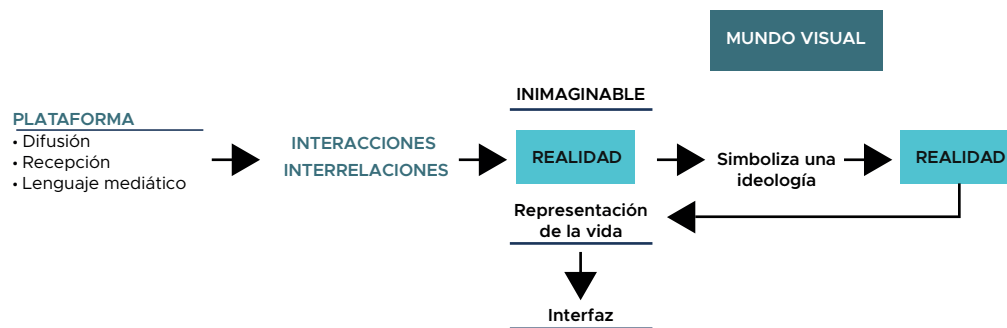 MUNDO VISUAL
INIMAGINABLE
PLATAFORMA
• Difusión
• Recepción
• Lenguaje mediático
INTERACCIONES
INTERRELACIONES
REALIDAD
Simboliza una
ideología
REALIDAD
Representación
de la vida
Interfaz